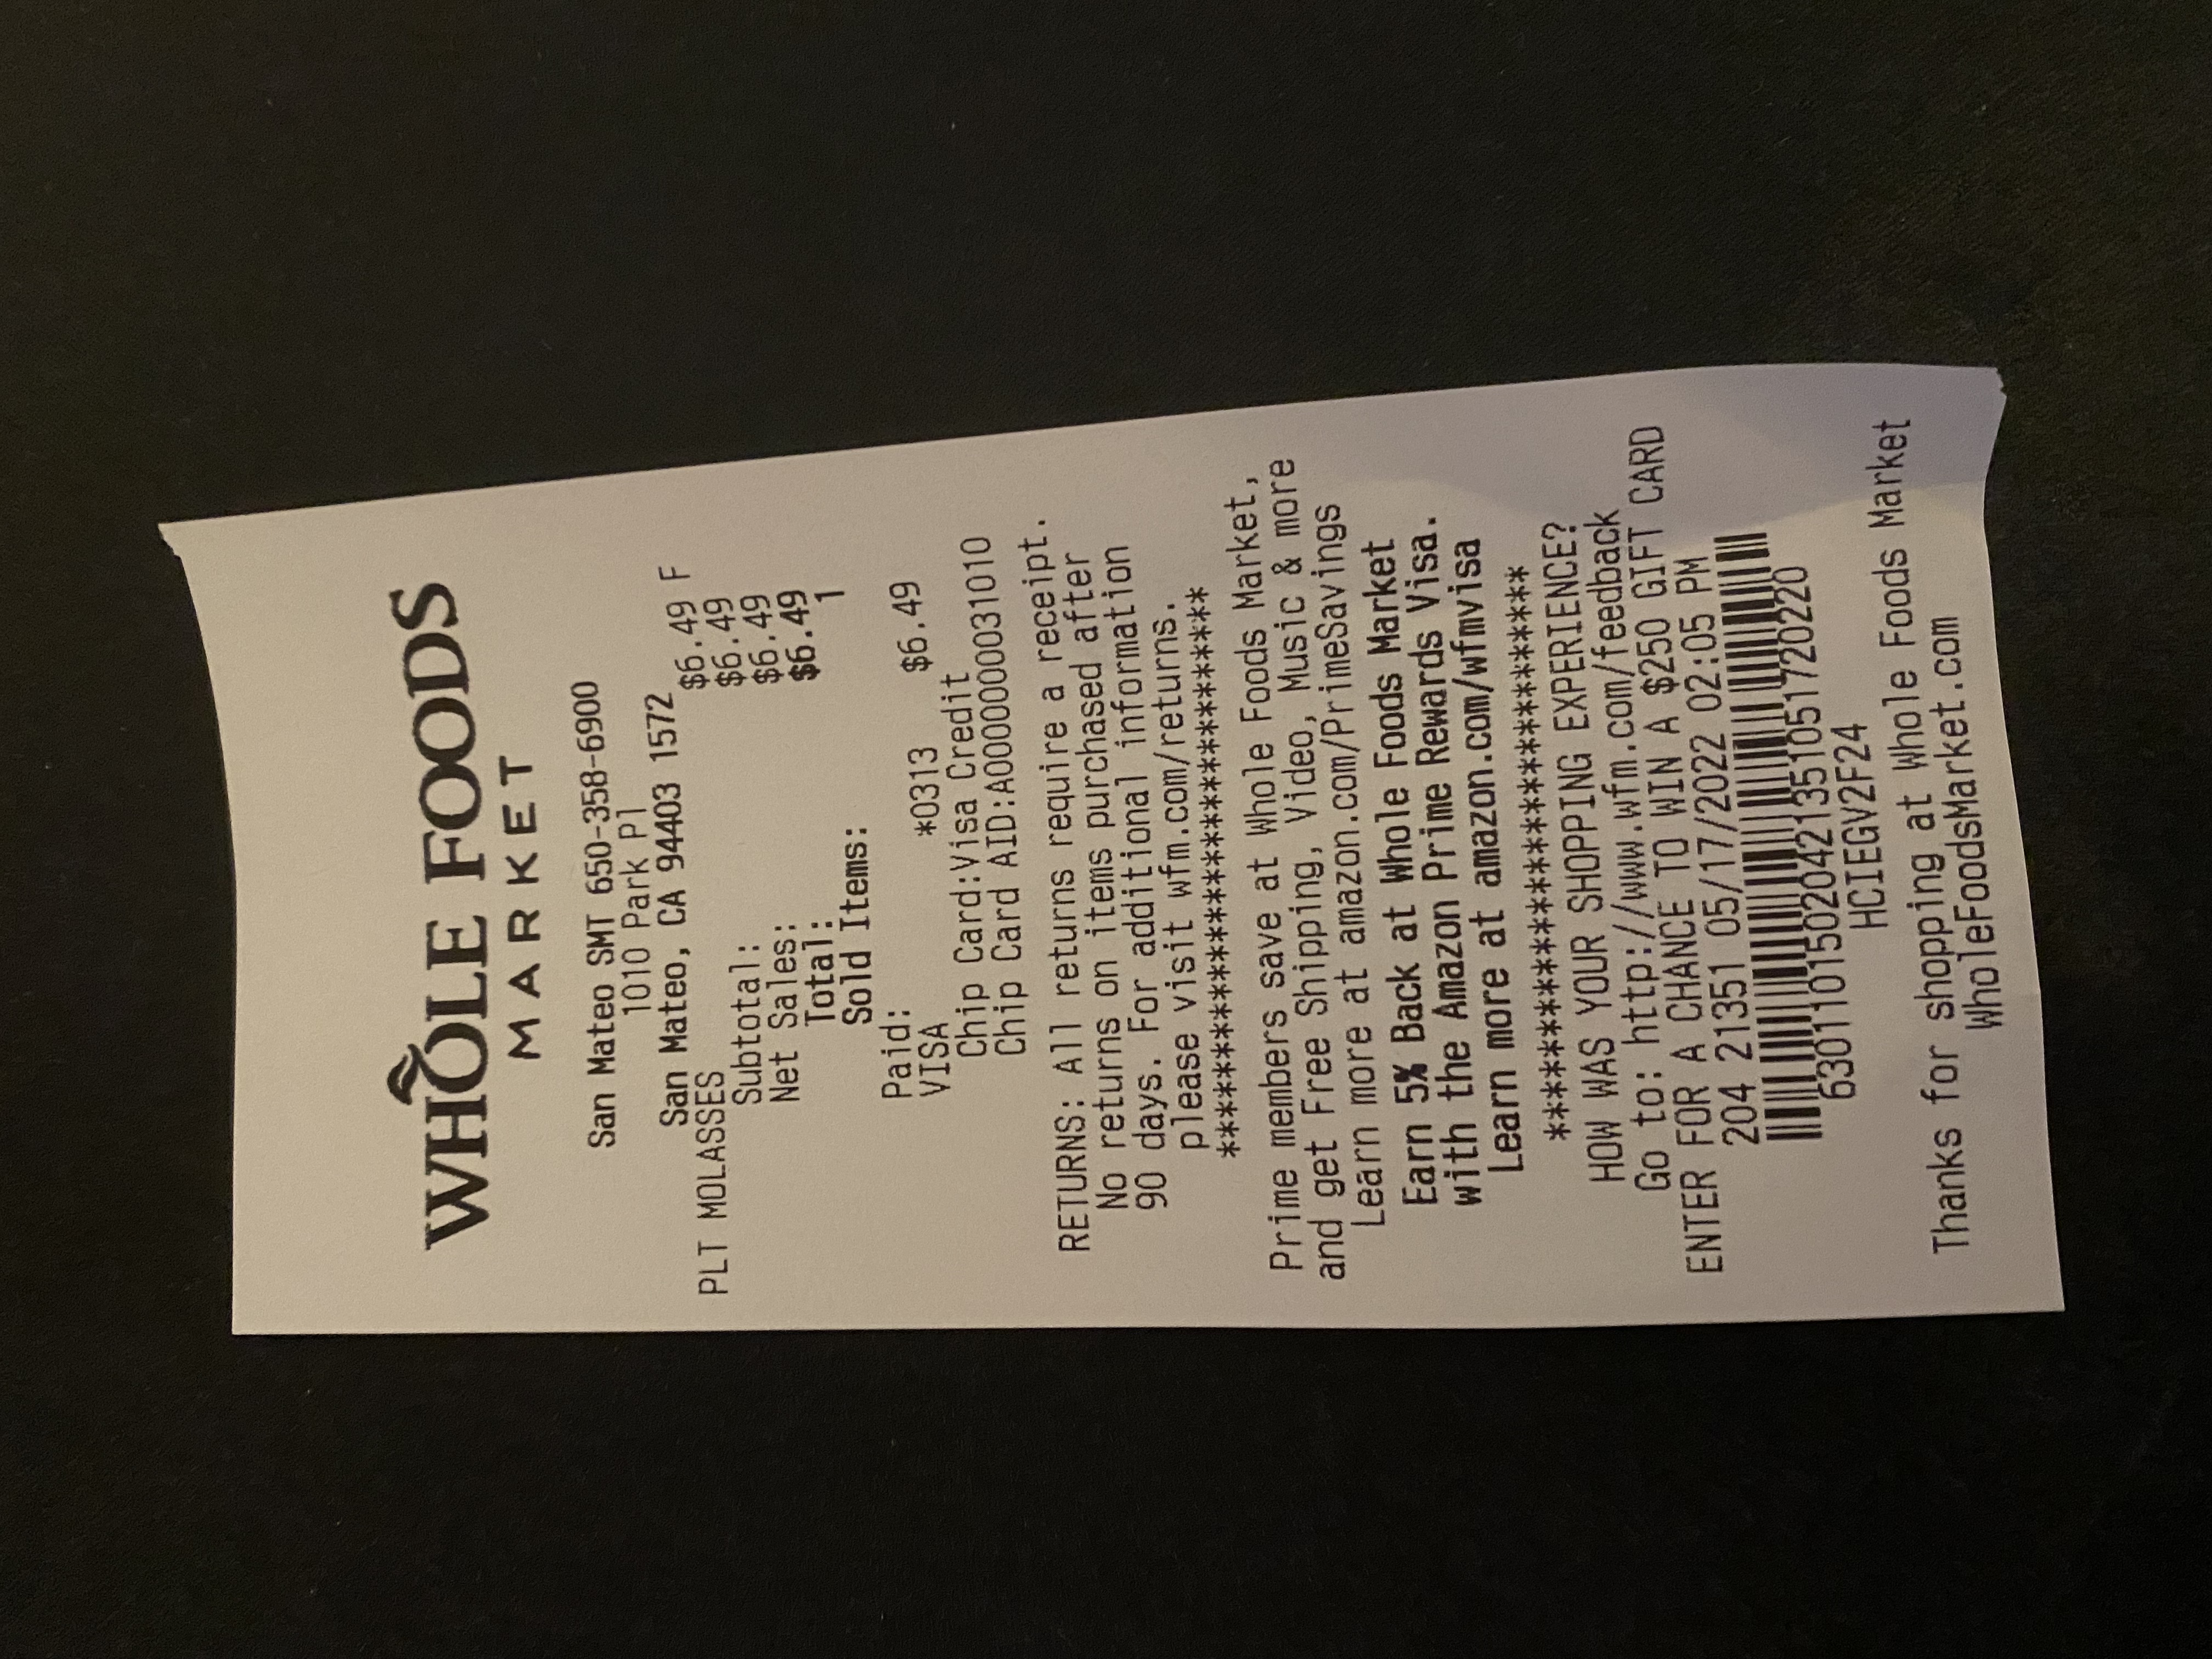 WHOLE FOODS
MARKET
San Mateo SMT 650-358-6900
1010 Park Pl
San Mateo, CA 94403 1572
PLT MOLASSES $6.49 F
Subtotal: $6.49
Net Sales: $6.49
Total: $6.49
Sold Items: 1
Paid:
VISA *0313 $6.49
Chip Card:Visa Credit
Chip Card AID:A0000000031010
RETURNS: All returns require a receipt.
No returns on items purchased after
90 days. For additional information
please visit wfm.com/returns.
*****************************
Prime members save at Whole Foods Market,
and get Free Shipping, Video, Music & more
Learn more at amazon.com/PrimeSavings
Earn 5% Back at Whole Foods Market
with the Amazon Prime Rewards Visa.
Learn more at amazon.com/wfmvisa
****************************
HOW WAS YOUR SHOPPING EXPERIENCE?
Go to: http://www.wfm.com/feedback
ENTER FOR A CHANCE TO WIN A $250 GIFT CARD
204 21351 05/17/2022 02:05 PM
6301101502042135105172022​0
HCIEGV2F24
Thanks for shopping at Whole Foods Market
WholeFoodsMarket.com